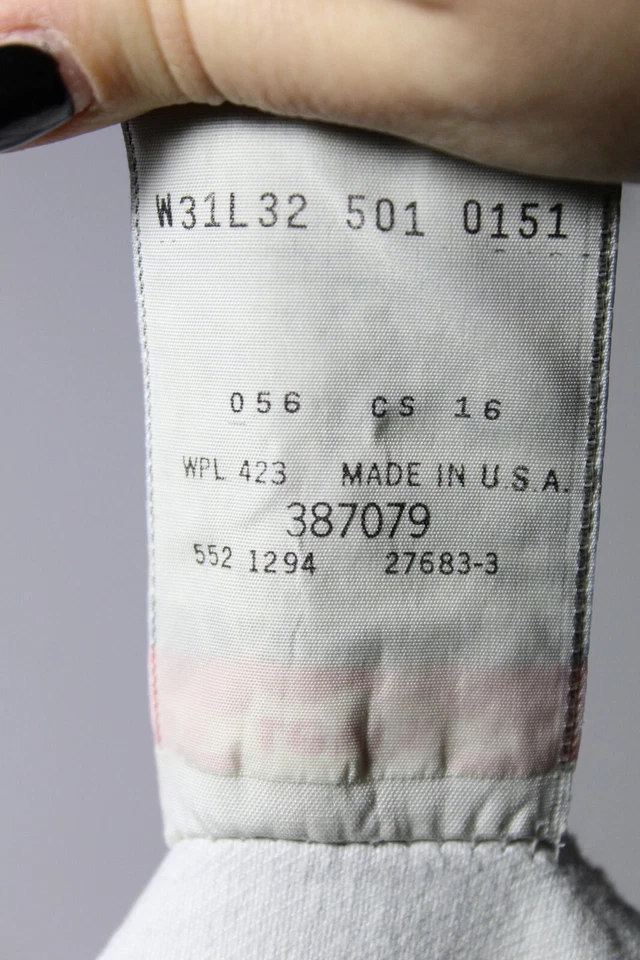 W31L32 501 0151
056 CS 16
WPL 423 MADE IN U.S.A.
387079
552 1294 27683-3